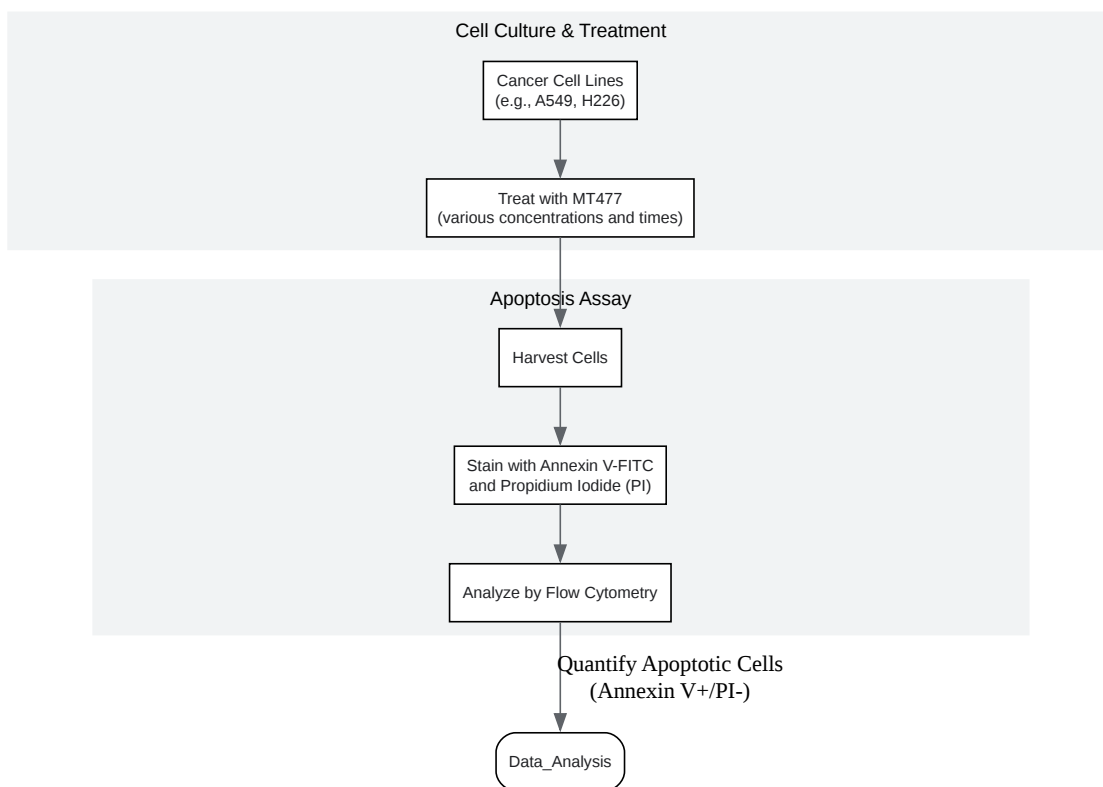 Cell Culture & Treatment
Cancer Cell Lines
(e.g., A549, H226)
Treat with MT477
(various concentrations and times)
Apoptosis Assay
Harvest Cells
Stain with Annexin V-FITC
and Propidium Iodide (PI)
Analyze by Flow Cytometry
Quantify Apoptotic Cells
(Annexin V+/PI-)
Data_Analysis